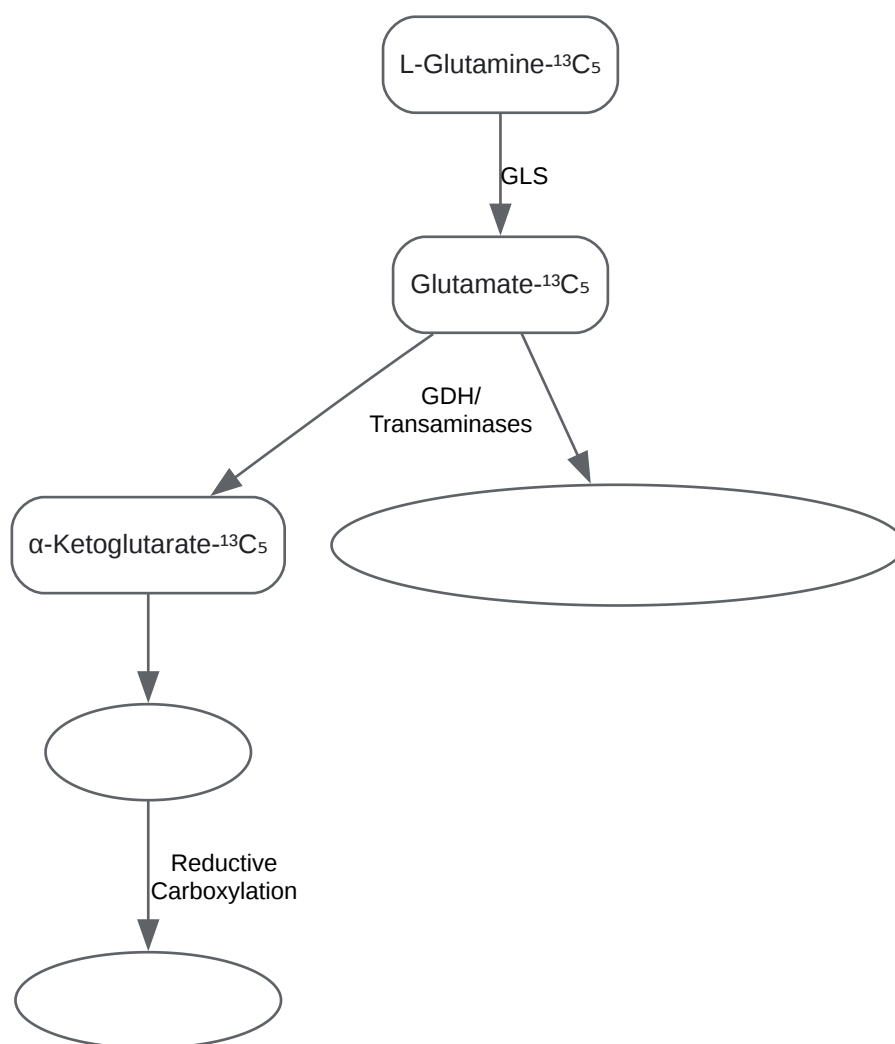 L-Glutamine-¹³C₅
GLS
Glutamate-¹³C₅
GDH/
Transaminases
α-Ketoglutarate-¹³C₅
Reductive
Carboxylation